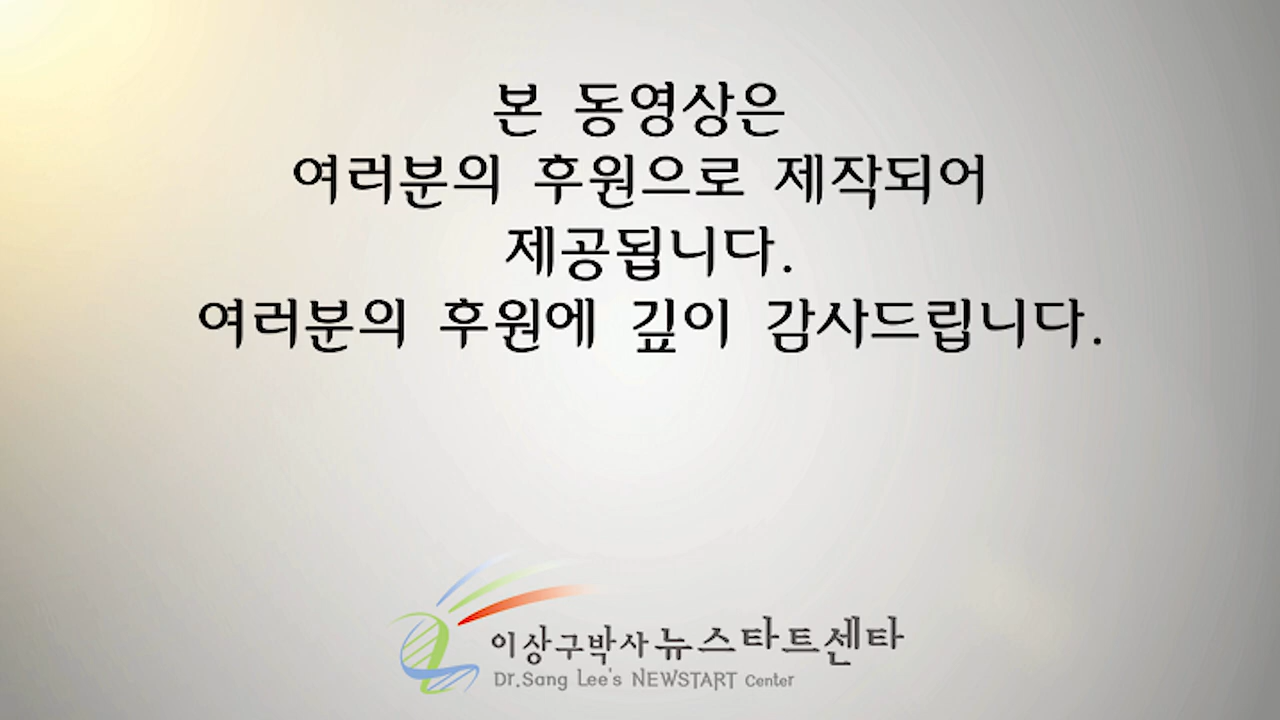 본 동영상은
여러분의 후원으로 제작되어
제공됩니다.
여러분의 후원에 깊이 감사드립니다.
이상구박사 뉴스타트센타
Dr.Sang Lee's NEWSTART Center